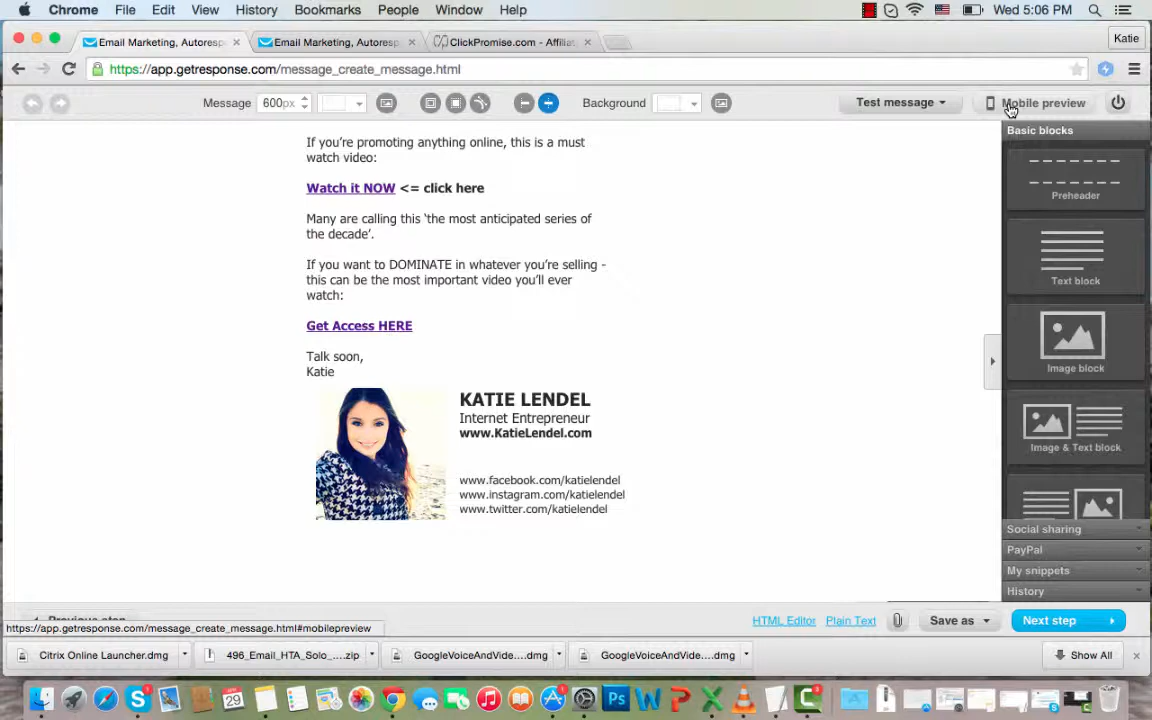 Chrome File Edit View History Bookmarks People Window Help Wed 5:06 PM
Email Marketing, Autoresp Email Marketing, Autoresp ClickPromise.com - Affilia Katie
https://app.getresponse.com/message_create_message.html
Message 600px Background Test message Mobile preview
Basic blocks
Preheader
Text block
Image block
Image & Text block
Social sharing
PayPal
My snippets
History
If you're promoting anything online, this is a must
watch video:
Watch it NOW <= click here
Many are calling this ‘the most anticipated series of
the decade’.
If you want to DOMINATE in whatever you’re selling -
this can be the most important video you’ll ever
watch:
Get Access HERE
Talk soon,
Katie
KATIE LENDEL
Internet Entrepreneur
www.KatieLendel.com
www.facebook.com/katielendel
www.instagram.com/katielendel
www.twitter.com/katielendel
Previous step
https://app.getresponse.com/message_create_message.html#mobilepreview
HTML Editor Plain Text Save as Next step
Citrix Online Launcher.dmg 496_Email_HTA_Solo_....zip GoogleVoiceAndVide....dmg GoogleVoiceAndVide....dmg Show All